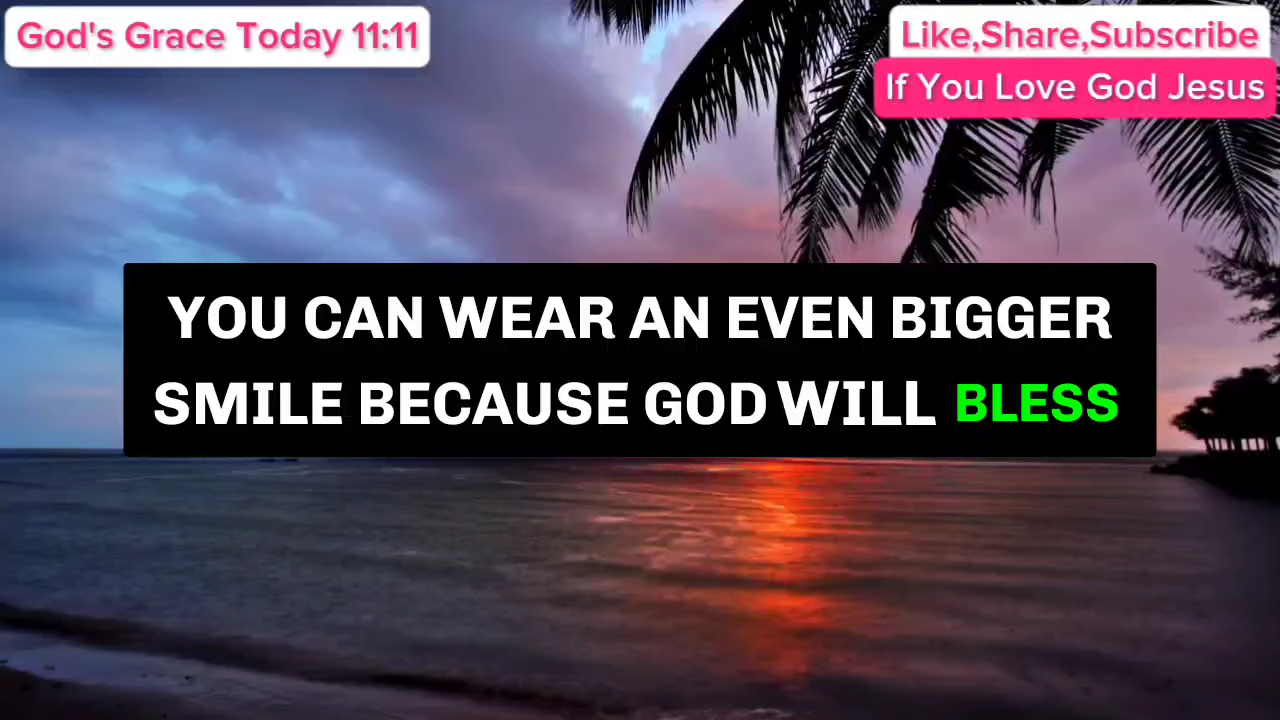 God's Grace Today 11:11
Like,Share,Subscribe
If You Love God Jesus
YOU CAN WEAR AN EVEN BIGGER
SMILE BECAUSE GOD WILL BLESS